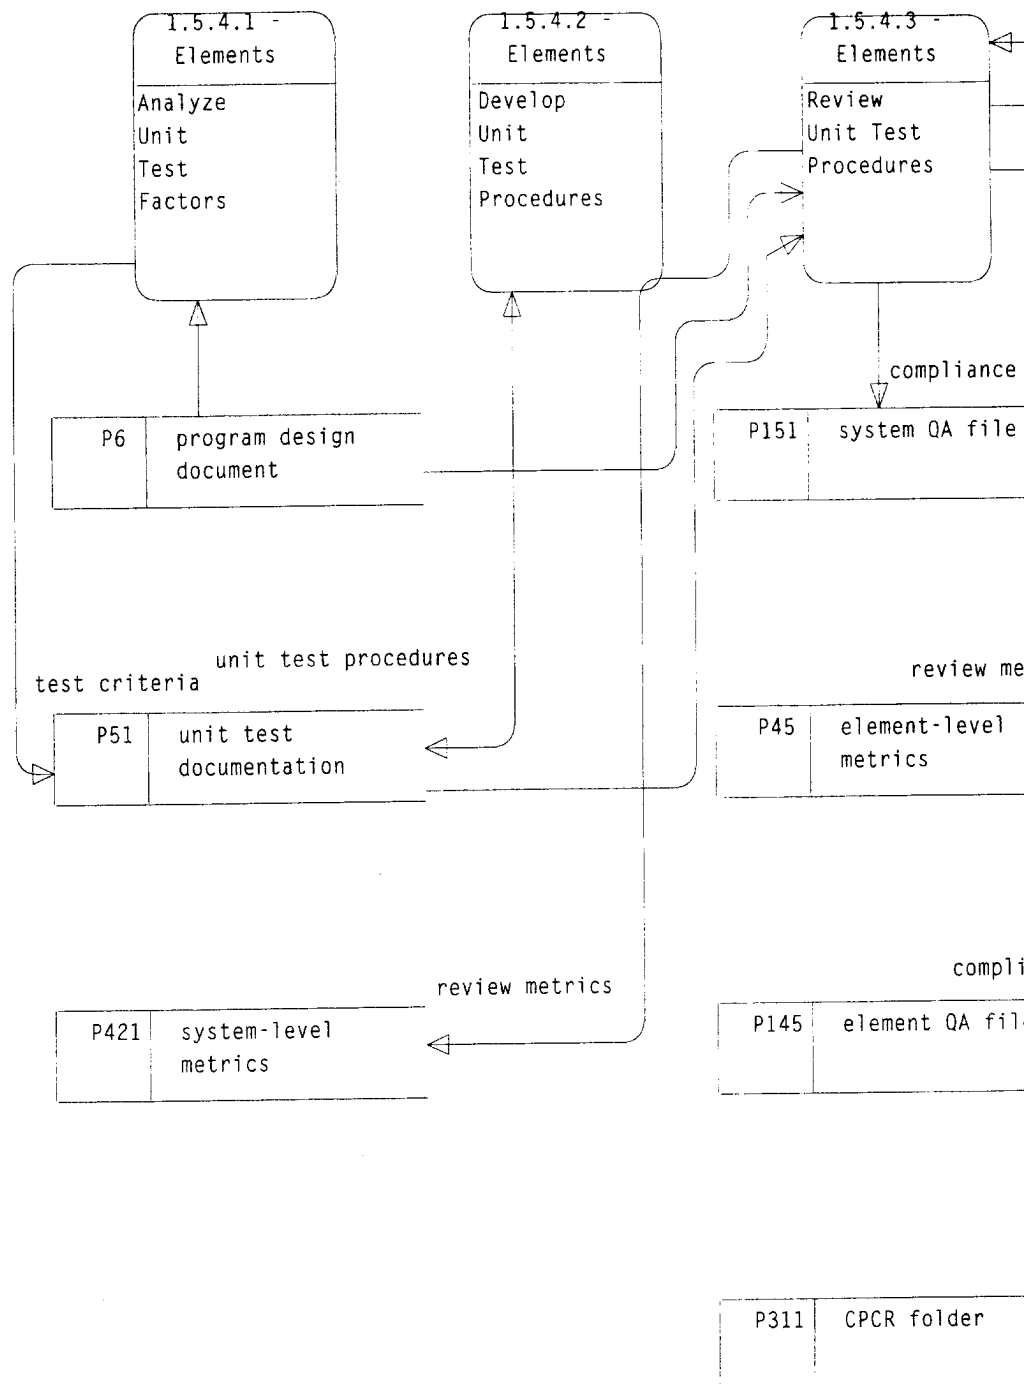 1.5.4.1 -
Elements
Analyze
Unit
Test
Factors
1.5.4.2 -
Elements
Develop
Unit
Test
Procedures
1.5.4.3 -
Elements
Review
Unit Test
Procedures
compliance
P6 program design
document
P151 system QA file
unit test procedures
test criteria
review me
P51 unit test
documentation
P45 element-level
metrics
review metrics
compli
P421 system-level
metrics
P145 element QA file
P311 CPCR folder